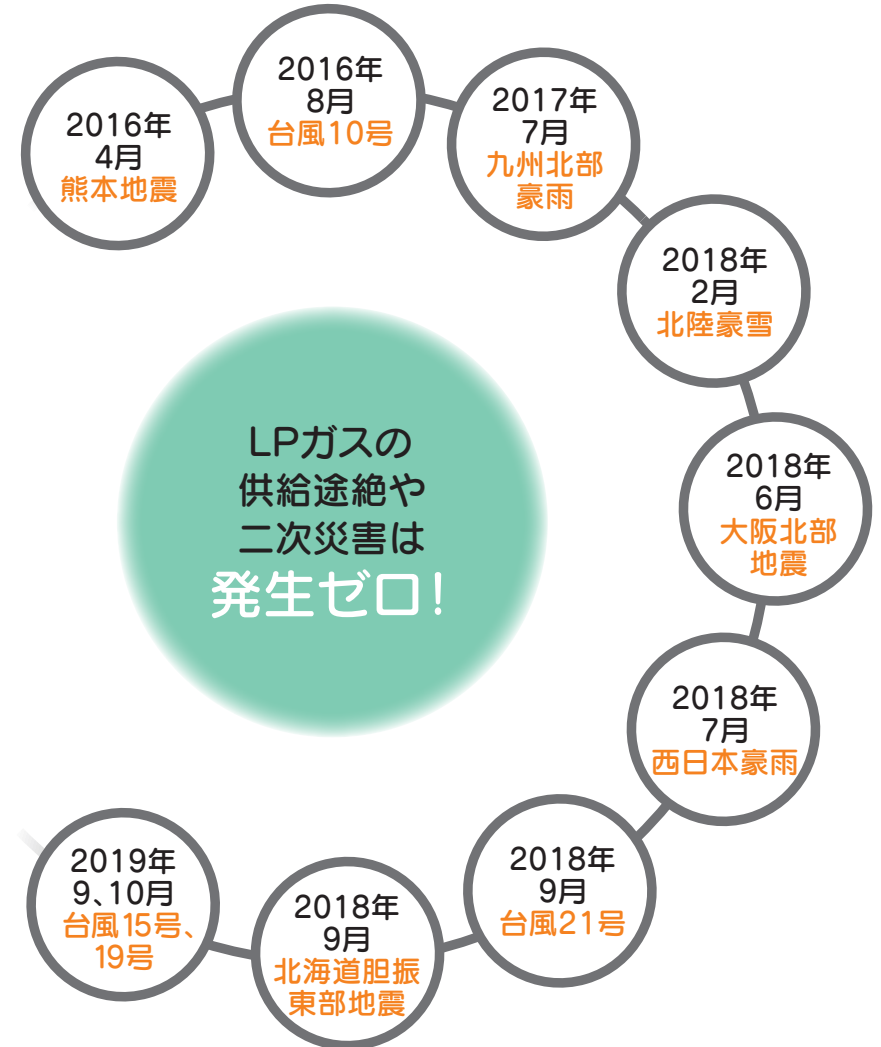 2016年
4月
熊本地震
2016年
8月
台風10号
2017年
7月
九州北部
豪雨
2018年
2月
北陸豪雪
2018年
6月
大阪北部
地震
2018年
7月
西日本豪雨
2018年
9月
台風21号
2018年
9月
北海道胆振
東部地震
2019年
9、10月
台風15号、
19号
LPガスの
供給途絶や
二次災害は
発生ゼロ!